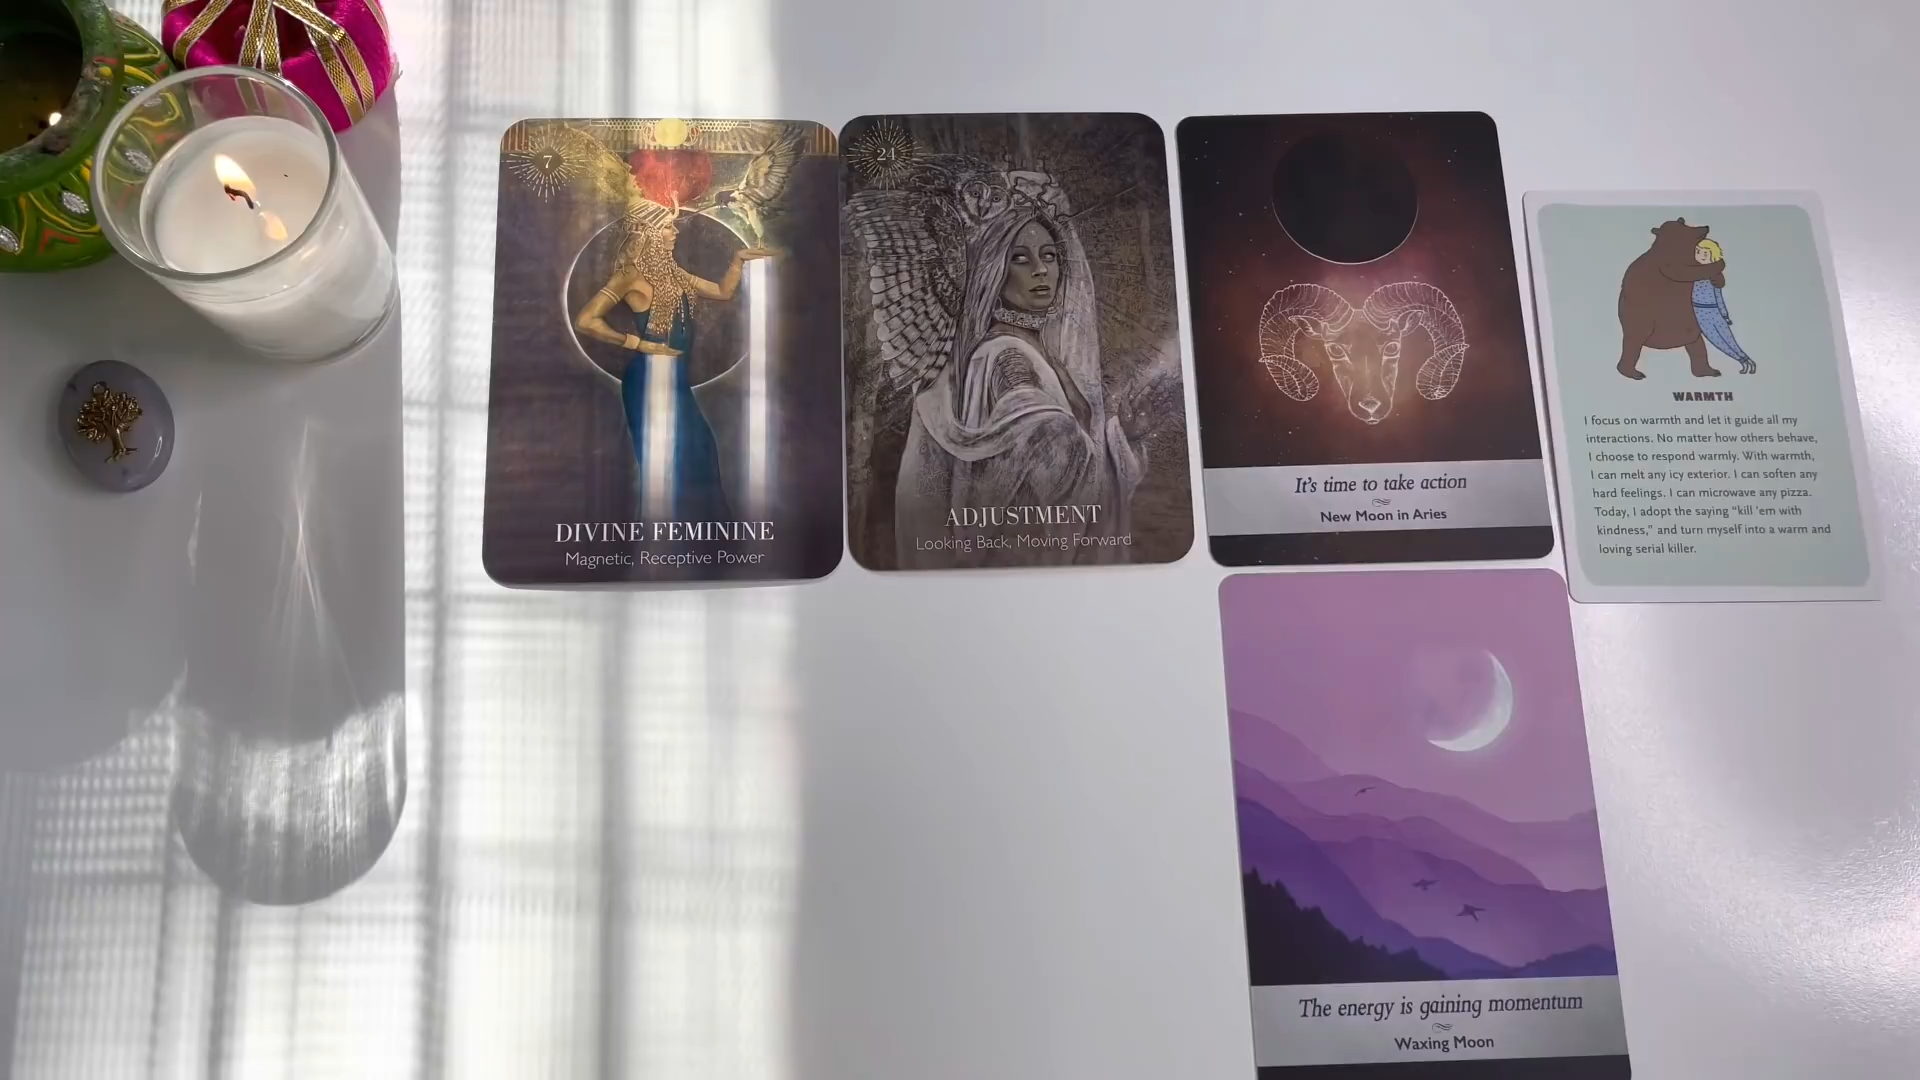 7
DIVINE FEMININE
Magnetic, Receptive Power
24
ADJUSTMENT
Looking Back, Moving Forward
It's time to take action
New Moon in Aries
WARMTH
I focus on warmth and let it guide all my
interactions. No matter how others behave,
I choose to respond warmly. With warmth,
I can melt any icy exterior. I can soften any
hard feelings. I can microwave any pizza.
Today, I adopt the saying “kill ’em with
kindness,” and turn myself into a warm and
loving serial killer.
The energy is gaining momentum
Waxing Moon